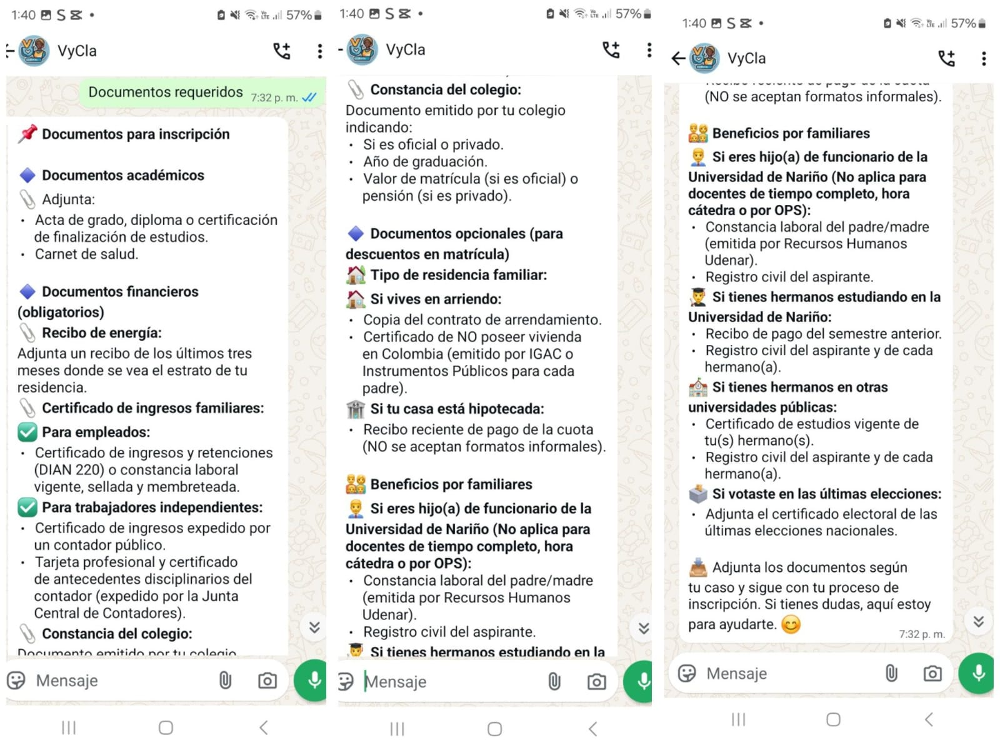 1:40 57%
VyCla
Documentos requeridos 7:32 p. m.
Documentos para inscripción
Documentos académicos
Adjunta:
• Acta de grado, diploma o certificación
de finalización de estudios.
• Carnet de salud.
Documentos financieros
(obligatorios)
Recibo de energía:
Adjunta un recibo de los últimos tres
meses donde se vea el estrato de tu
residencia.
Certificado de ingresos familiares:
Para empleados:
• Certificado de ingresos y retenciones
(DIAN 220) o constancia laboral
vigente, sellada y membreteada.
Para trabajadores independientes:
• Certificado de ingresos expedido por
un contador público.
• Tarjeta profesional y certificado
de antecedentes disciplinarios del
contador (expedido por la Junta
Central de Contadores).
Constancia del colegio:
Documento emitido por tu colegio
Mensaje
1:40 57%
VyCla
Constancia del colegio:
Documento emitido por tu colegio
indicando:
• Si es oficial o privado.
• Año de graduación.
• Valor de matrícula (si es oficial) o
pensión (si es privado).
Documentos opcionales (para
descuentos en matrícula)
Tipo de residencia familiar:
Si vives en arriendo:
• Copia del contrato de arrendamiento.
• Certificado de NO poseer vivienda
en Colombia (emitido por IGAC o
Instrumentos Públicos para cada
padre).
Si tu casa está hipotecada:
• Recibo reciente de pago de la cuota
(NO se aceptan formatos informales).
Beneficios por familiares
Si eres hijo(a) de funcionario de la
Universidad de Nariño (No aplica para
docentes de tiempo completo, hora
cátedra o por OPS):
• Constancia laboral del padre/madre
(emitida por Recursos Humanos
Udenar).
• Registro civil del aspirante.
Si tienes hermanos estudiando en la
Mensaje
1:40 57%
VyCla
Recibo reciente de pago de la cuota
(NO se aceptan formatos informales).
Beneficios por familiares
Si eres hijo(a) de funcionario de la
Universidad de Nariño (No aplica para
docentes de tiempo completo, hora
cátedra o por OPS):
• Constancia laboral del padre/madre
(emitida por Recursos Humanos
Udenar).
• Registro civil del aspirante.
Si tienes hermanos estudiando en la
Universidad de Nariño:
• Recibo de pago del semestre anterior.
• Registro civil del aspirante y de cada
hermano(a).
Si tienes hermanos en otras
universidades públicas:
• Certificado de estudios vigente de
tu(s) hermano(s).
• Registro civil del aspirante y de cada
hermano(a).
Si votaste en las últimas elecciones:
• Adjunta el certificado electoral de las
últimas elecciones nacionales.
Adjunta los documentos según
tu caso y sigue con tu proceso de
inscripción. Si tienes dudas, aquí estoy
para ayudarte.
7:32 p. m.
Mensaje